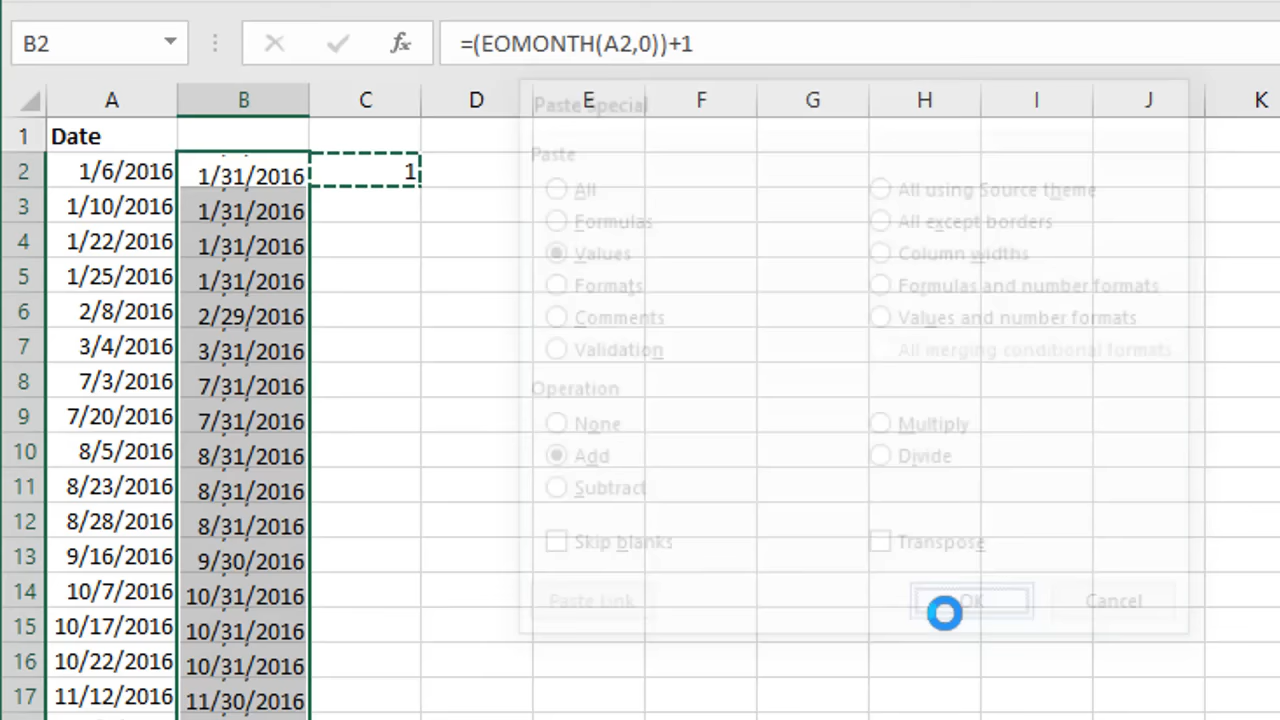 B2 fx =(EOMONTH(A2,0))+1
A B C D E F G H I J K
1 Date
2 1/6/2016 1/31/2016 1
3 1/10/2016 1/31/2016
4 1/22/2016 1/31/2016
5 1/25/2016 1/31/2016
6 2/8/2016 2/29/2016
7 3/4/2016 3/31/2016
8 7/3/2016 7/31/2016
9 7/20/2016 7/31/2016
10 8/5/2016 8/31/2016
11 8/23/2016 8/31/2016
12 8/28/2016 8/31/2016
13 9/16/2016 9/30/2016
14 10/7/2016 10/31/2016
15 10/17/2016 10/31/2016
16 10/22/2016 10/31/2016
17 11/12/2016 11/30/2016
Paste Special
Paste
All All using Source theme
Formulas All except borders
Values Column widths
Formats Formulas and number formats
Comments Values and number formats
Validation All merging conditional formats
Operation
None Multiply
Add Divide
Subtract
Skip blanks Transpose
Paste Link OK Cancel